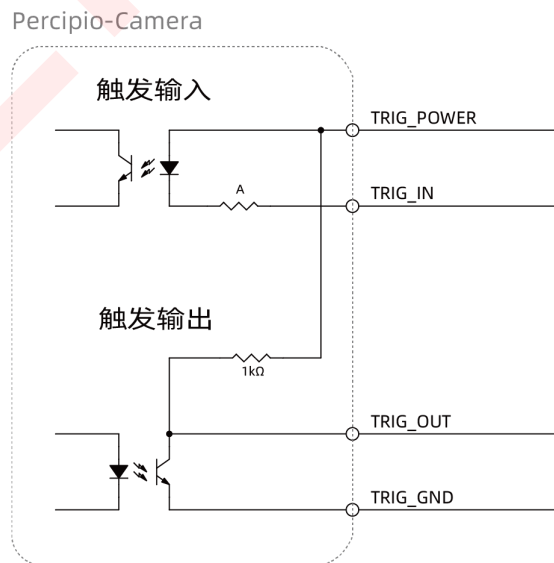 Percipio-Camera
触发输入
TRIG_POWER
A
TRIG_IN
触发输出
1kΩ
TRIG_OUT
TRIG_GND